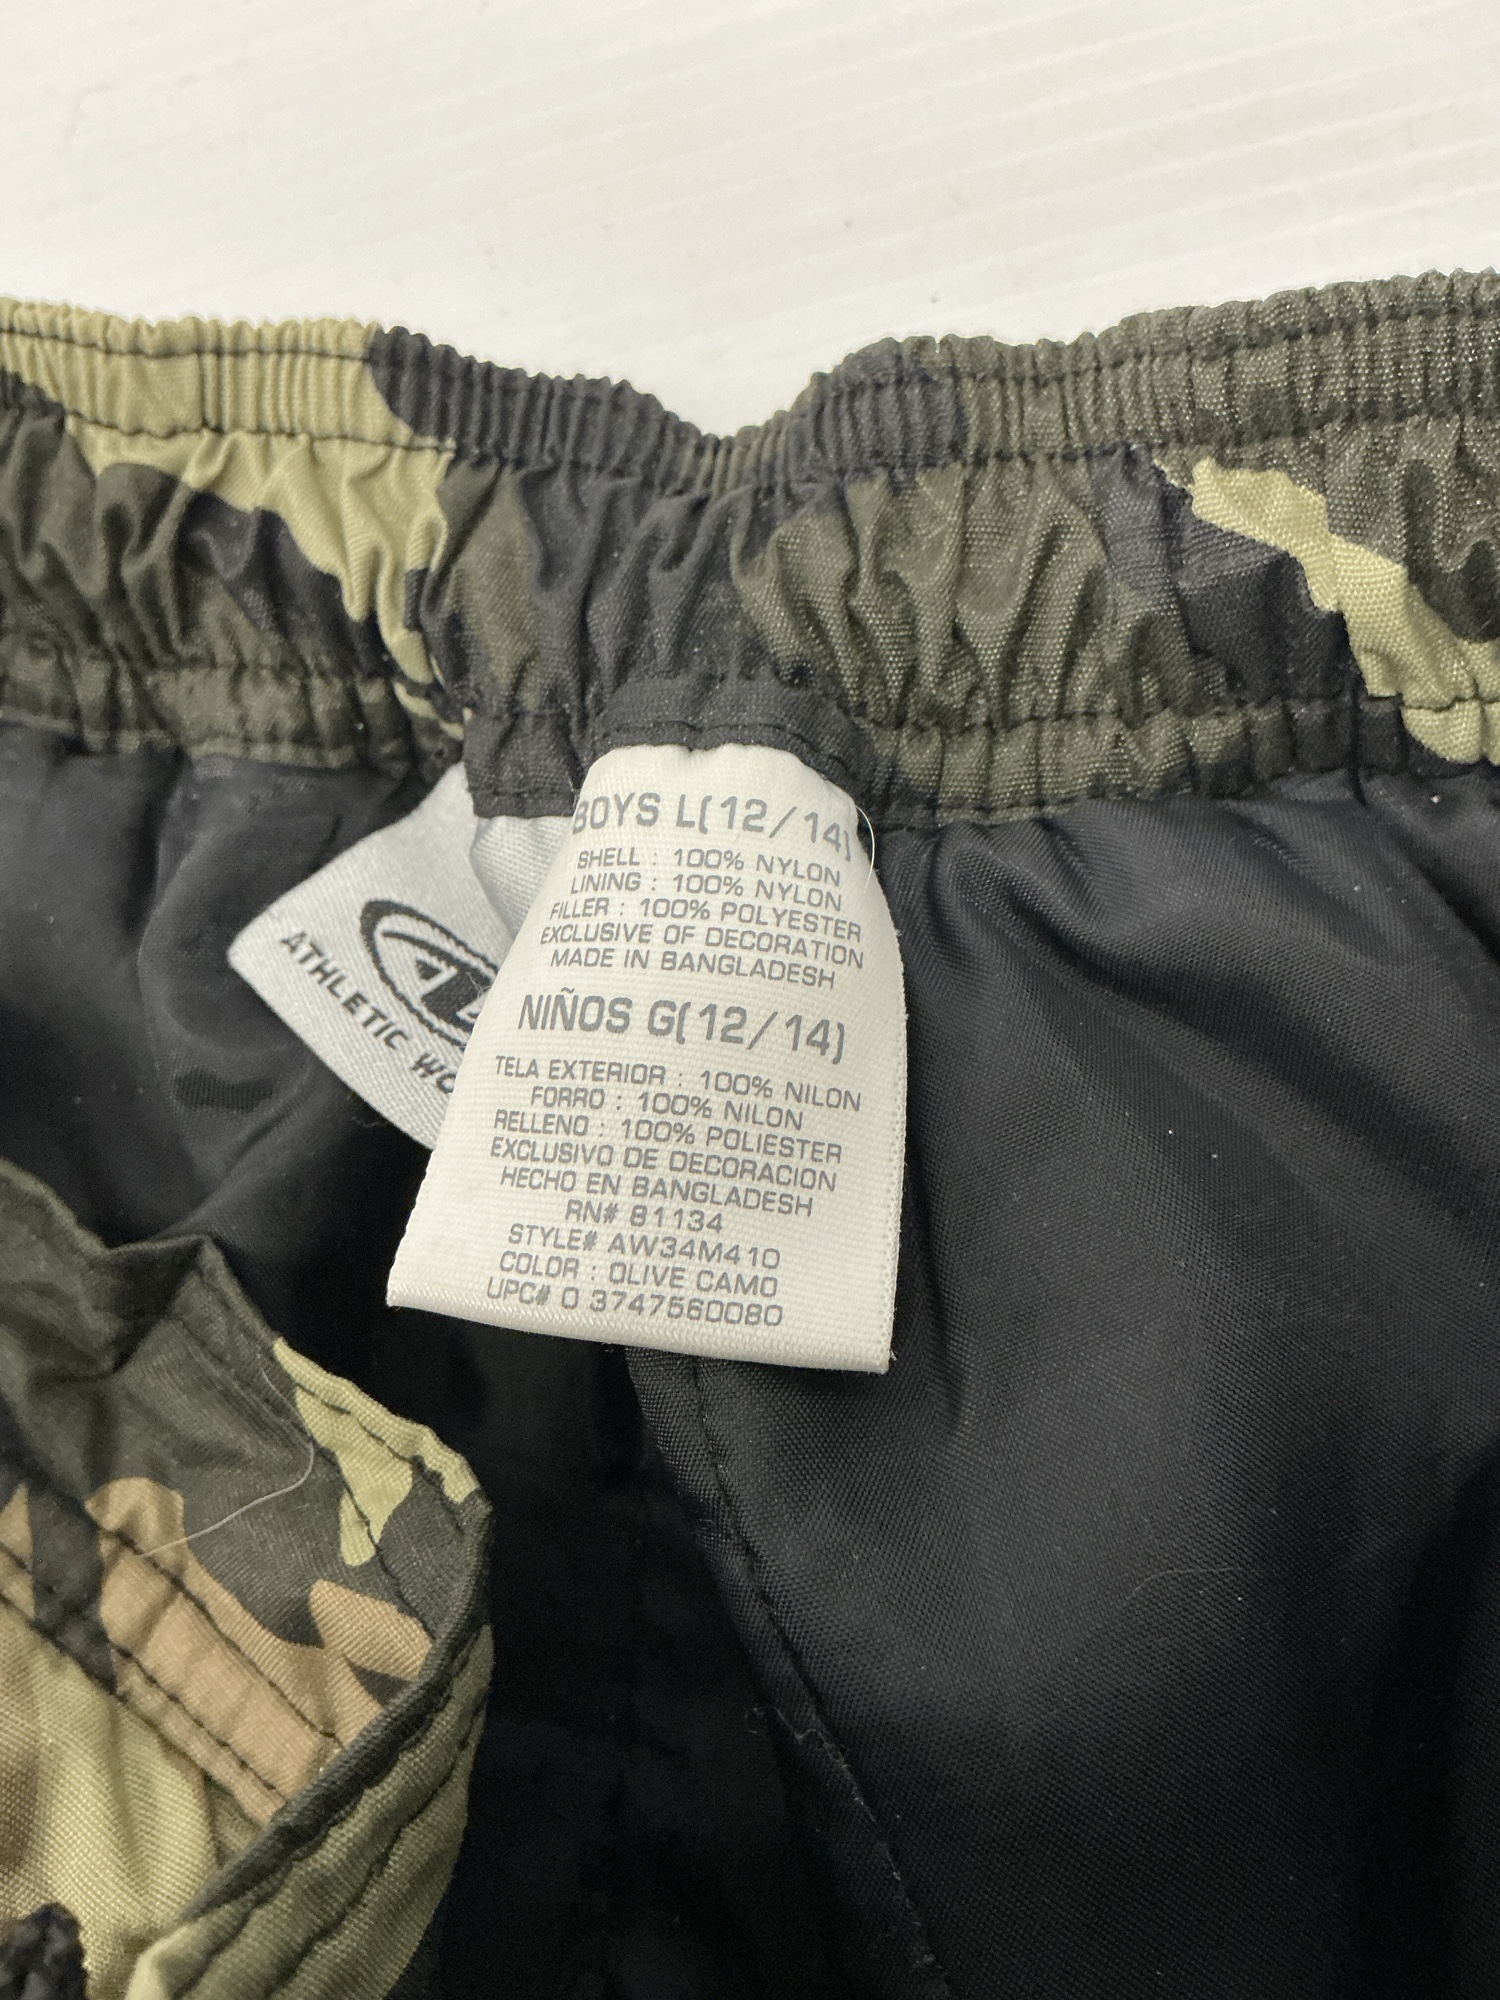 BOYS L(12/14)
SHELL : 100% NYLON
LINING : 100% NYLON
FILLER : 100% POLYESTER
EXCLUSIVE OF DECORATION
MADE IN BANGLADESH
NIÑOS G(12/14)
TELA EXTERIOR : 100% NILON
FORRO : 100% NILON
RELLENO : 100% POLIESTER
EXCLUSIVO DE DECORACION
HECHO EN BANGLADESH
RN# 81134
STYLE# AW34M410
COLOR : OLIVE CAMO
UPC# 0 3747560080
ATHLETIC